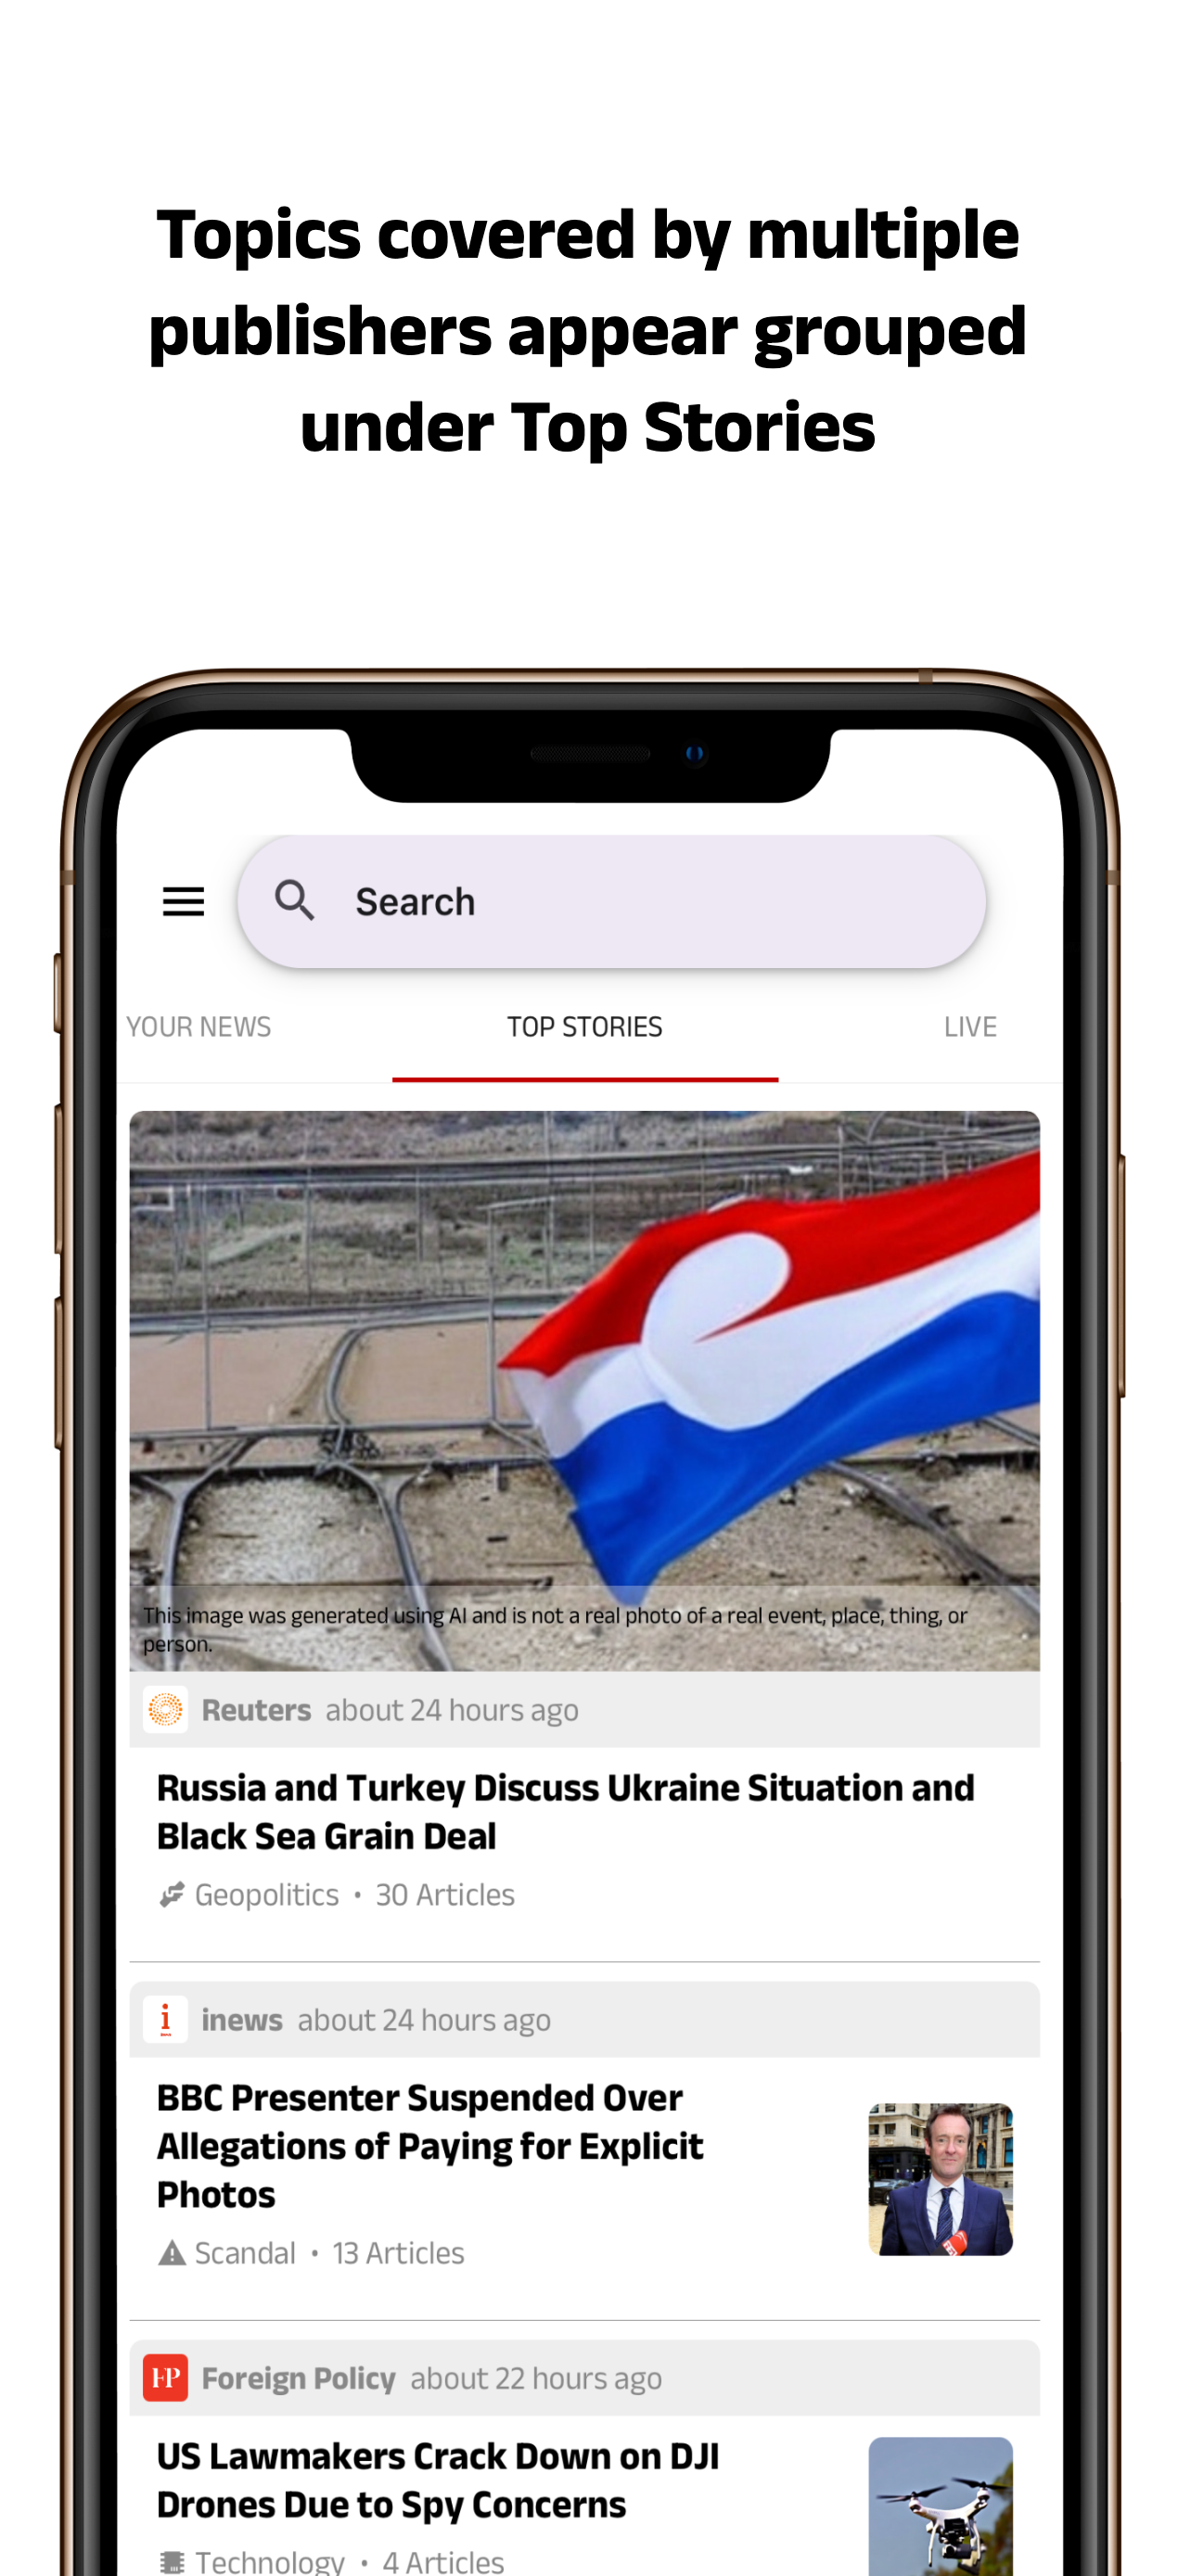 Topics covered by multiple
publishers appear grouped
under Top Stories
Search
YOUR NEWS
TOP STORIES
LIVE
This image was generated using AI and is not a real photo of a real event, place, thing, or
person.
Reuters about 24 hours ago
Russia and Turkey Discuss Ukraine Situation and
Black Sea Grain Deal
Geopolitics • 30 Articles
i
inews about 24 hours ago
BBC Presenter Suspended Over
Allegations of Paying for Explicit
Photos
Scandal • 13 Articles
FP
Foreign Policy about 22 hours ago
US Lawmakers Crack Down on DJI
Drones Due to Spy Concerns
Technology • 4 Articles